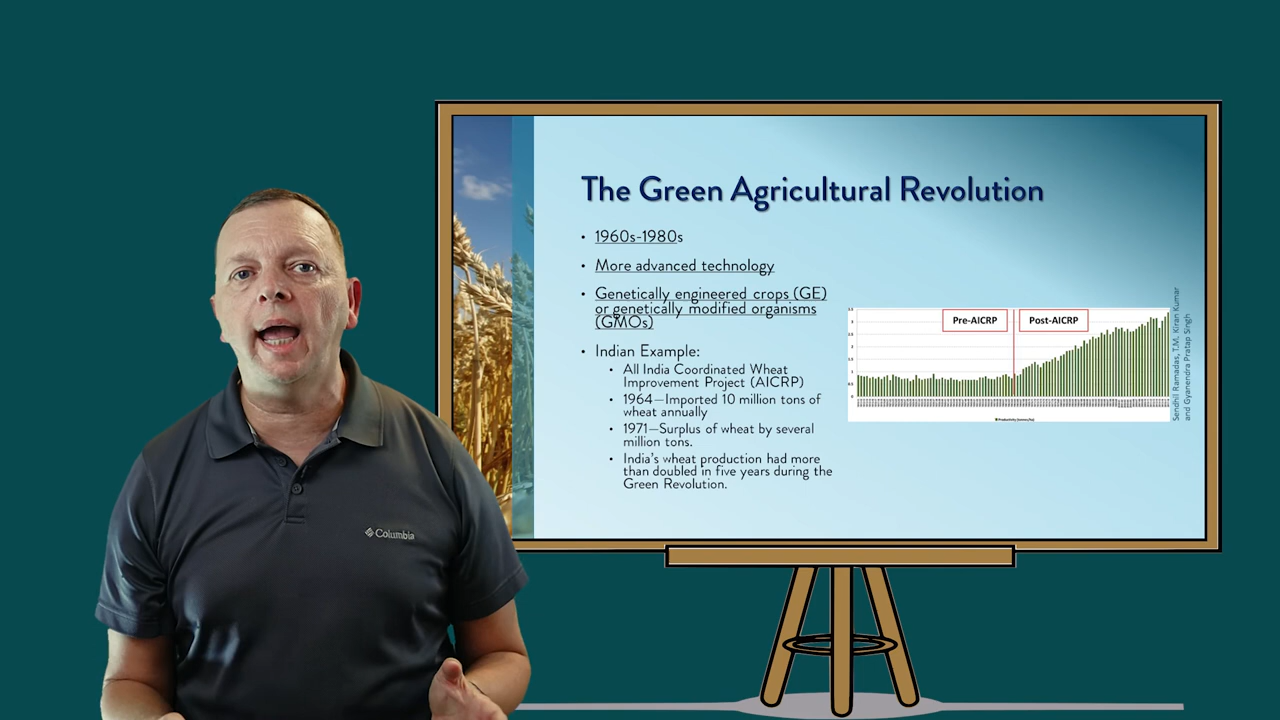 The Green Agricultural Revolution
• 1960s-1980s
• More advanced technology
• Genetically engineered crops (GE)
or genetically modified organisms
(GMOs)
• Indian Example:
• All India Coordinated Wheat
Improvement Project (AICRP)
• 1964—Imported 10 million tons of
wheat annually
• 1971—Surplus of wheat by several
million tons.
• India's wheat production had more
than doubled in five years during the
Green Revolution.
Pre-AICRP
Post-AICRP
Sendhil Ramadas, T.M. Kiran Kumar
and Gyanendra Pratap Singh
Columbia